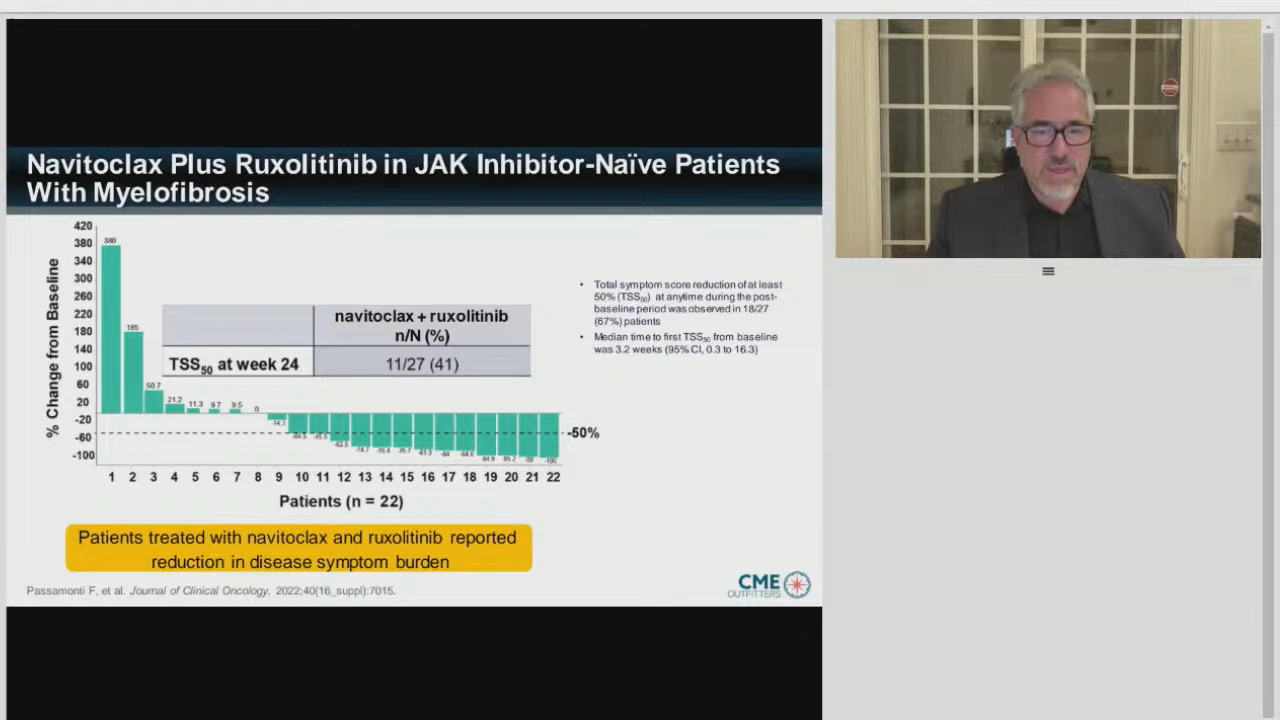 Navitoclax Plus Ruxolitinib in JAK Inhibitor-Naïve Patients
With Myelofibrosis
% Change from Baseline
420
380
340
300
260
220
180
140
100
60
20
-20
-60
-100
380
185
50.7
21.2
11.3
9.7
9.5
0
navitoclax + ruxolitinib
n/N (%)
TSS50 at week 24
11/27 (41)
-50%
1 2 3 4 5 6 7 8 9 10 11 12 13 14 15 16 17 18 19 20 21 22
Patients (n = 22)
• Total symptom score reduction of at least
50% (TSS50) at anytime during the post-
baseline period was observed in 18/27
(67%) patients
• Median time to first TSS50 from baseline
was 3.2 weeks (95% CI, 0.3 to 16.3)
Patients treated with navitoclax and ruxolitinib reported
reduction in disease symptom burden
Passamonti F, et al. Journal of Clinical Oncology. 2022;40(16_suppl):7015.
CME
OUTFITTERS